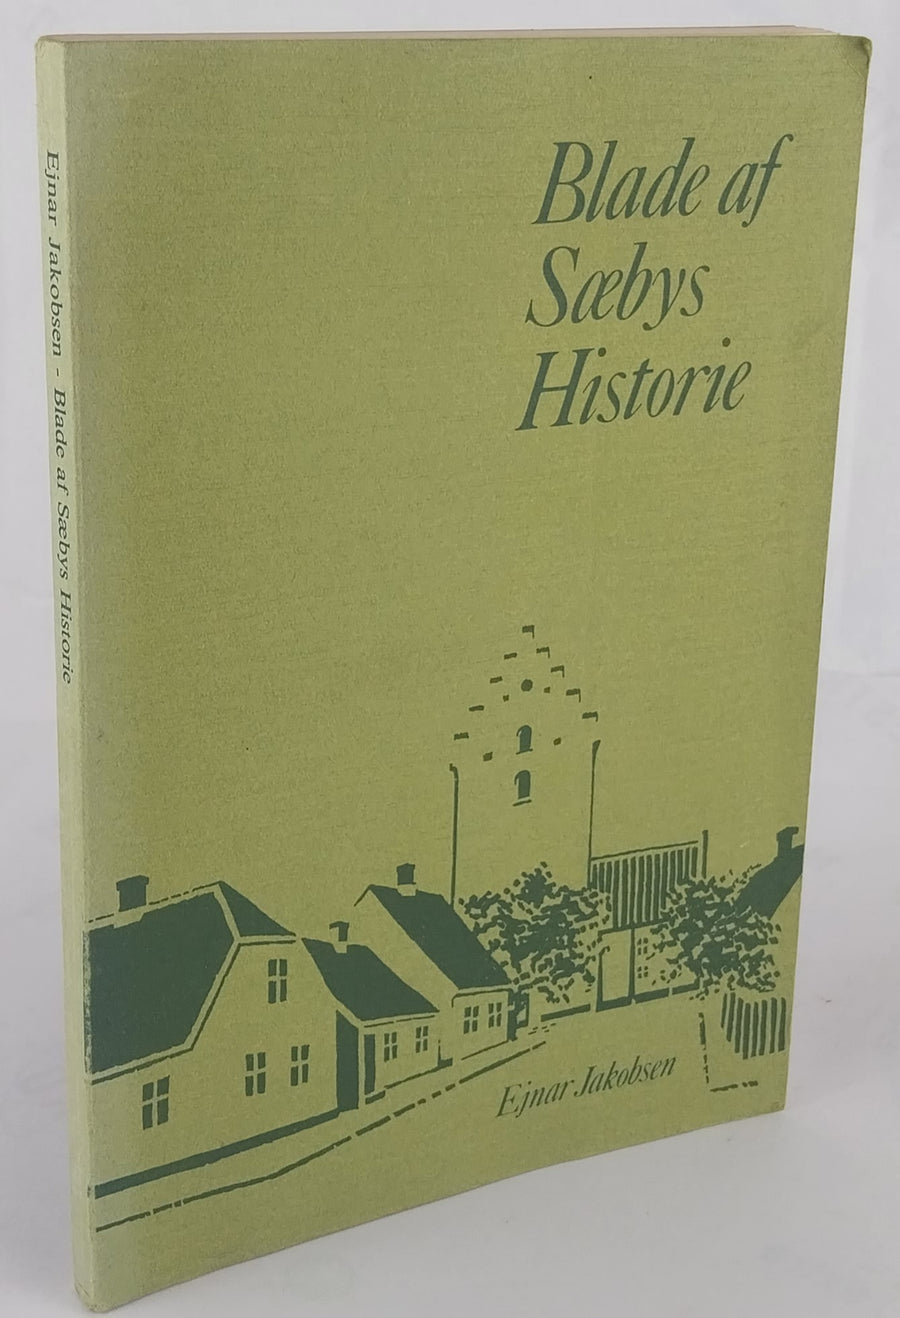 Blade af
Sæbys
Historie
Ejnar Jakobsen
Ejnar Jakobsen - Blade af Sæbys Historie